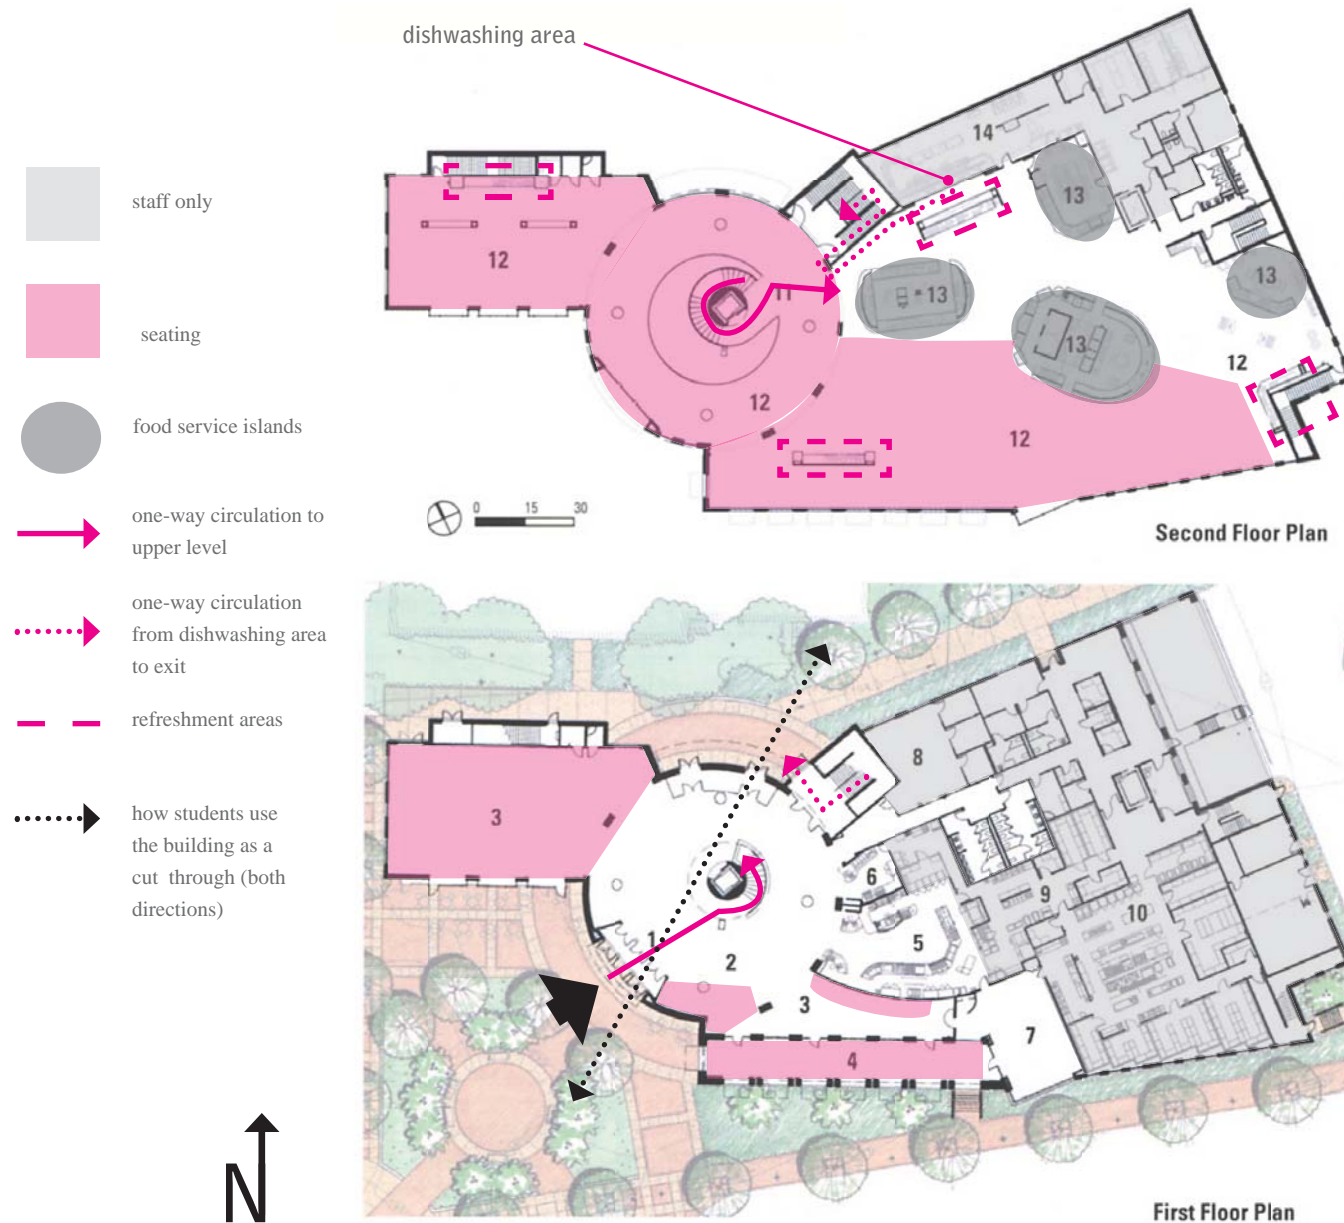 dishwashing area
staff only
seating
food service islands
one-way circulation to
upper level
one-way circulation
from dishwashing area
to exit
refreshment areas
how students use
the building as a
cut through (both
directions)
N
14
13
13
13
13
12
11
12
12
12
0 15 30
Second Floor Plan
8
3
6
9
10
1
2
5
3
7
4
First Floor Plan